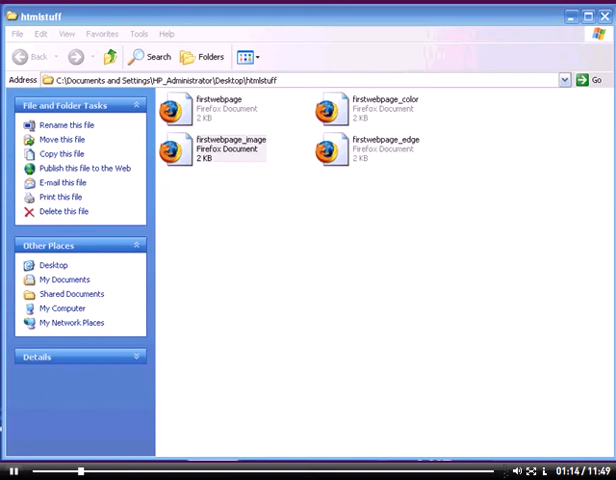 htmlstuff
File Edit View Favorites Tools Help
Back Search Folders
Address C:\Documents and Settings\HP_Administrator\Desktop\htmlstuff Go
File and Folder Tasks
Rename this file
Move this file
Copy this file
Publish this file to the Web
E-mail this file
Print this file
Delete this file
Other Places
Desktop
My Documents
Shared Documents
My Computer
My Network Places
Details
firstwebpage
Firefox Document
2 KB
firstwebpage_color
Firefox Document
2 KB
firstwebpage_image
Firefox Document
2 KB
firstwebpage_edge
Firefox Document
2 KB
01:14 / 11:49